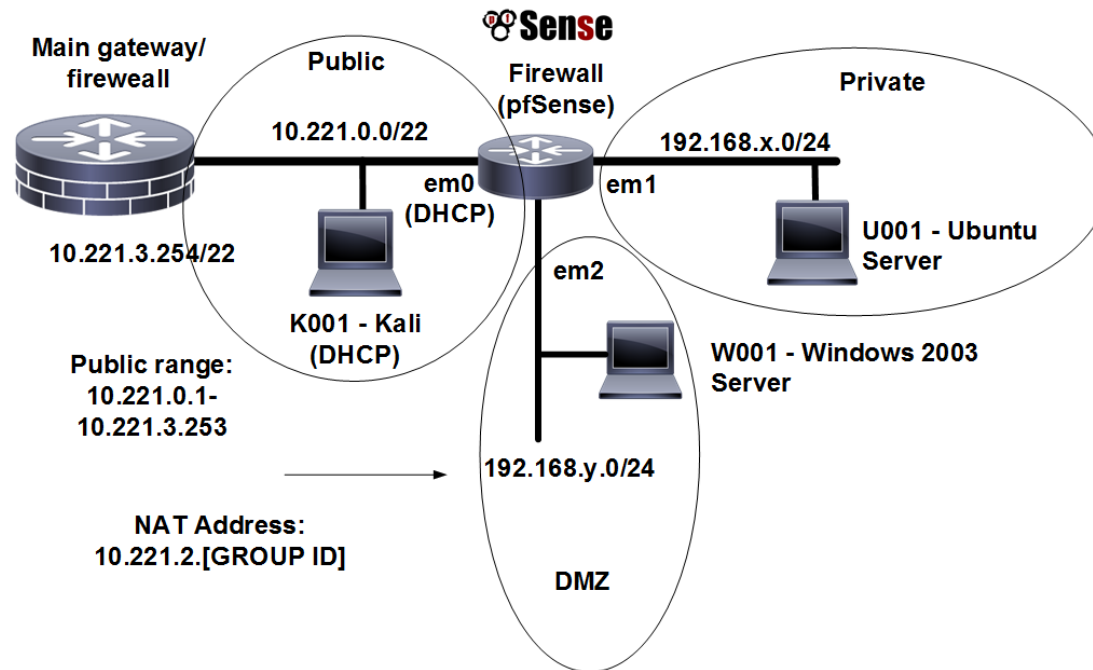 pfSense
Main gateway/
fireweall
Public
Firewall
(pfSense)
Private
10.221.0.0/22
192.168.x.0/24
em0
(DHCP)
em1
10.221.3.254/22
U001 - Ubuntu
Server
em2
K001 - Kali
(DHCP)
W001 - Windows 2003
Server
Public range:
10.221.0.1-
10.221.3.253
192.168.y.0/24
NAT Address:
10.221.2.[GROUP ID]
DMZ